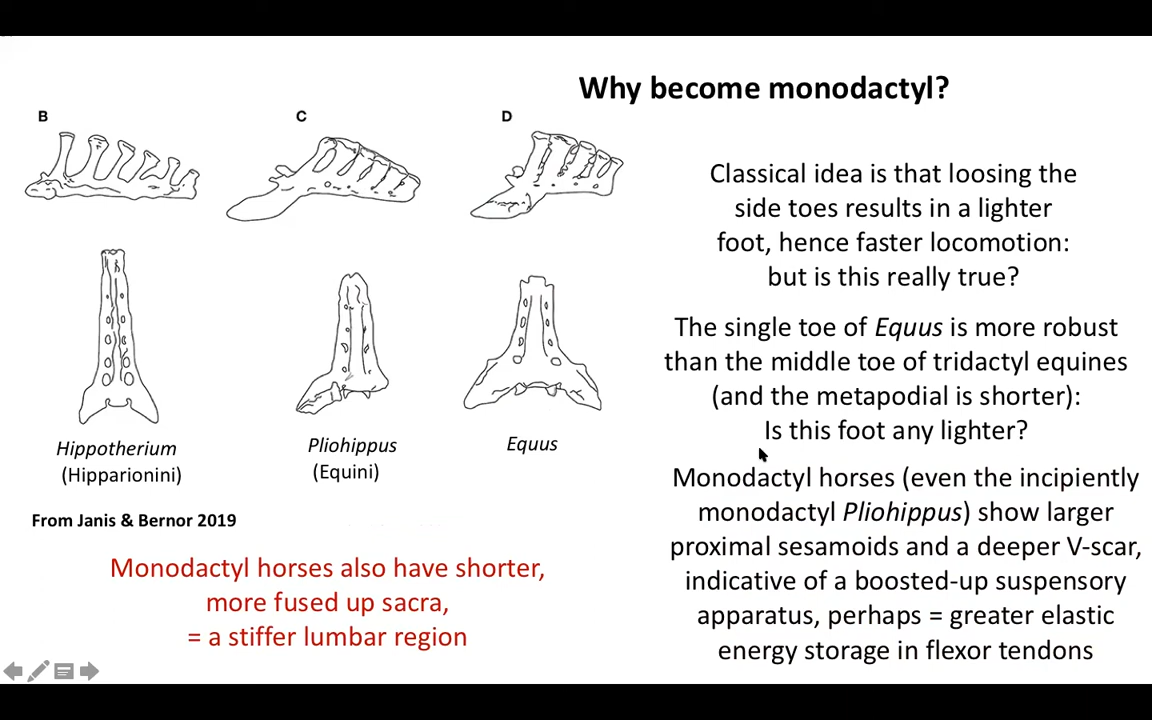 Why become monodactyl?
B
C
D
Classical idea is that loosing the
side toes results in a lighter
foot, hence faster locomotion:
but is this really true?
The single toe of Equus is more robust
than the middle toe of tridactyl equines
(and the metapodial is shorter):
Is this foot any lighter?
Monodactyl horses (even the incipiently
monodactyl Pliohippus) show larger
proximal sesamoids and a deeper V-scar,
indicative of a boosted-up suspensory
apparatus, perhaps = greater elastic
energy storage in flexor tendons
Hippotherium
(Hipparionini)
Pliohippus
(Equini)
Equus
From Janis & Bernor 2019
Monodactyl horses also have shorter,
more fused up sacra,
= a stiffer lumbar region